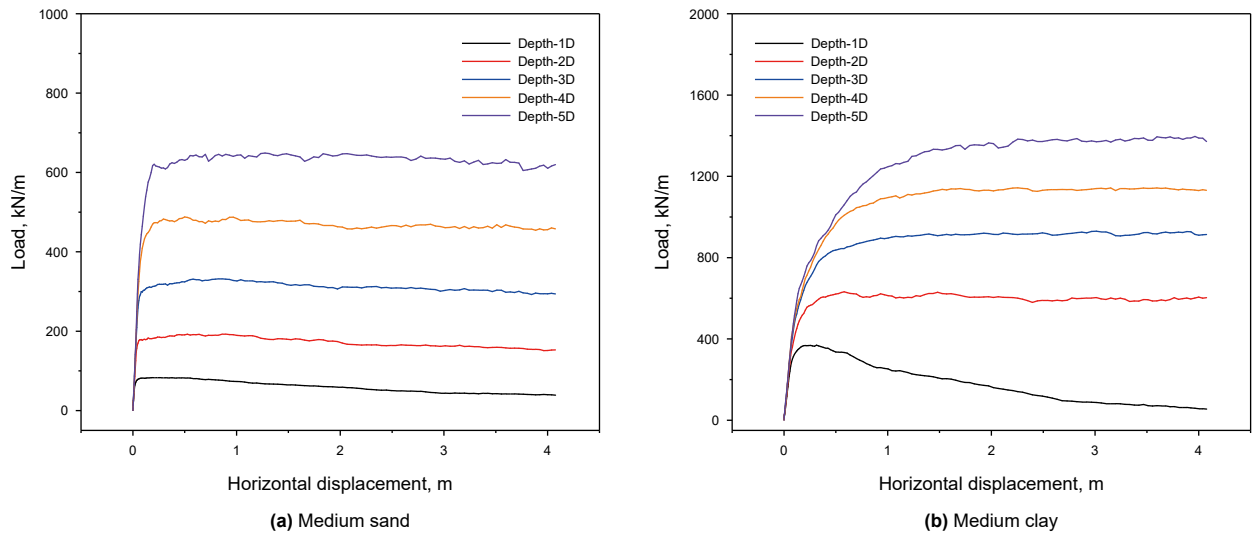 1000
800
600
400
200
0
Load, kN/m
Depth-1D
Depth-2D
Depth-3D
Depth-4D
Depth-5D
0 1 2 3 4
Horizontal displacement, m
(a) Medium sand
2000
1600
1200
800
400
0
Load, kN/m
Depth-1D
Depth-2D
Depth-3D
Depth-4D
Depth-5D
0 1 2 3 4
Horizontal displacement, m
(b) Medium clay